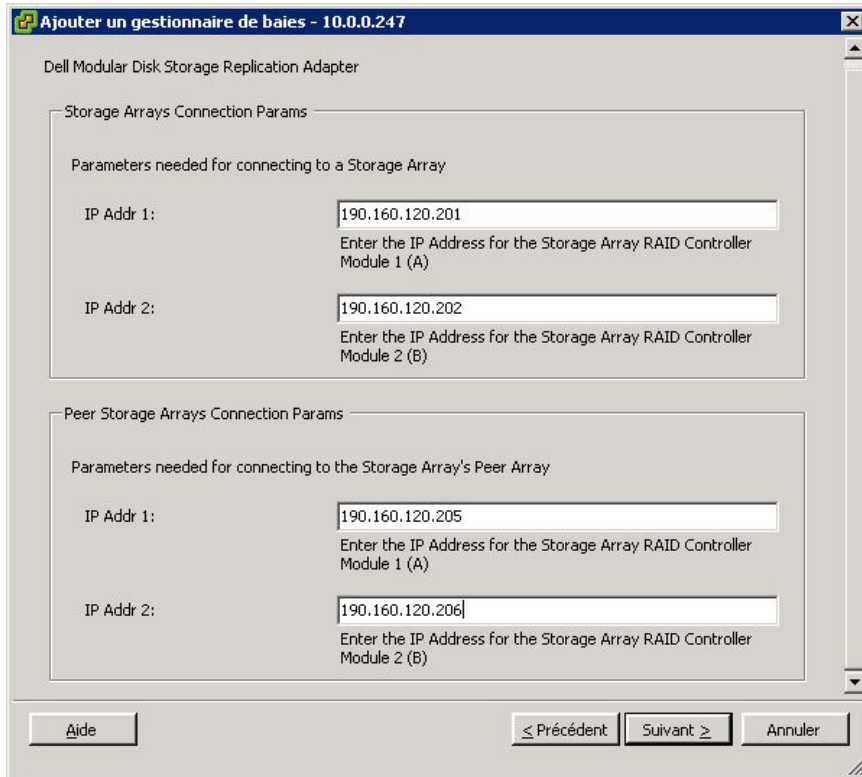 Ajouter un gestionnaire de baies - 10.0.0.247
Dell Modular Disk Storage Replication Adapter
Storage Arrays Connection Params
Parameters needed for connecting to a Storage Array
IP Addr 1:
190.160.120.201
Enter the IP Address for the Storage Array RAID Controller
Module 1 (A)
IP Addr 2:
190.160.120.202
Enter the IP Address for the Storage Array RAID Controller
Module 2 (B)
Peer Storage Arrays Connection Params
Parameters needed for connecting to the Storage Array's Peer Array
IP Addr 1:
190.160.120.205
Enter the IP Address for the Storage Array RAID Controller
Module 1 (A)
IP Addr 2:
190.160.120.206
Enter the IP Address for the Storage Array RAID Controller
Module 2 (B)
Aide
< Précédent
Suivant >
Annuler